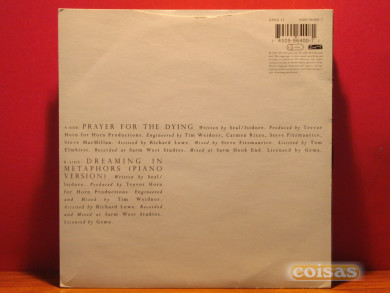 A-SIDE: PRAYER FOR THE DYING Written by Seal/Isidore. Produced by Trevor
Horn for Horn Productions. Engineered by Tim Weidner, Carmen Rizzo, Steve Fitzmaurice,
Steve MacMillan. Assisted by Richard Lowe. Mixed by Steve Fitzmaurice. Assisted by Tom
Elmhirst. Recorded at Sarm West Studios. Mixed at Sarm Hook End. Licensed by Gema.
B-SIDE: DREAMING IN
METAPHORS (PIANO
VERSION) Written by Seal/
Isidore. Produced by Trevor Horn
for Horn Productions. Engineered
and Mixed by Tim Weidner.
Assisted by Richard Lowe. Recorded
and Mixed at Sarm West Studios.
Licensed by Gema.
coisas